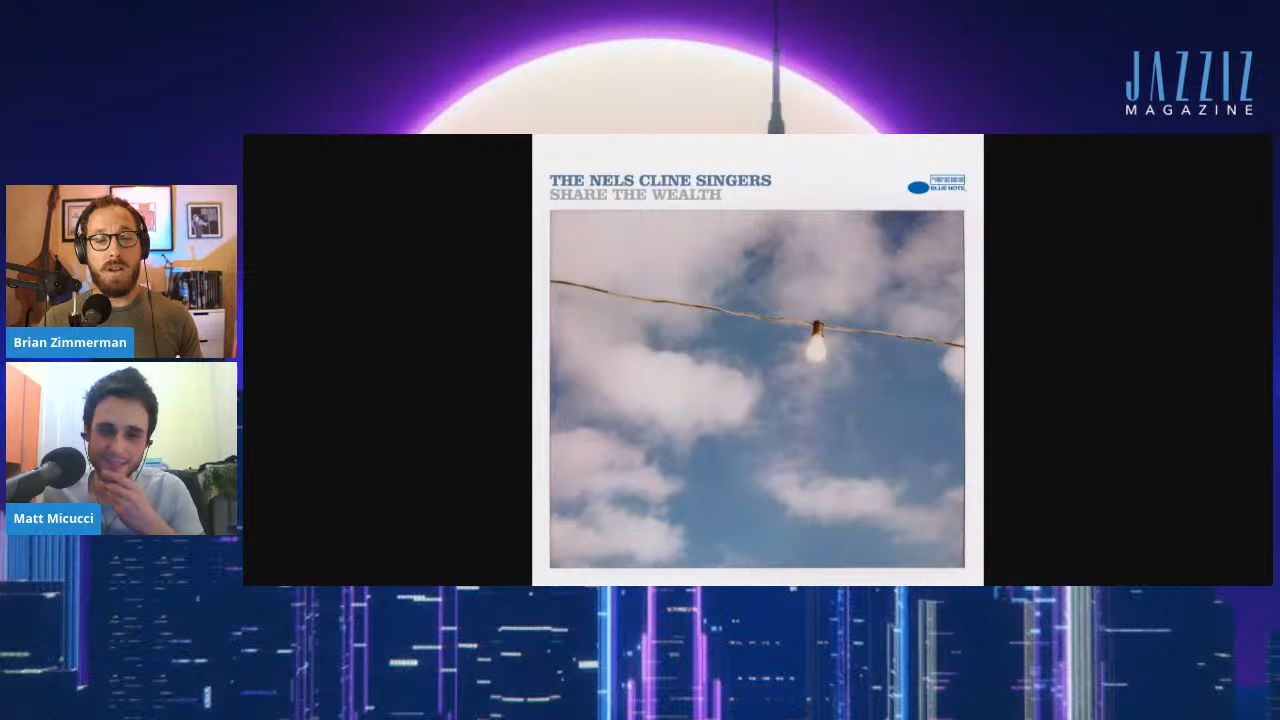 JAZZIZ
MAGAZINE
THE NELS CLINE SINGERS
SHARE THE WEALTH
BLUE NOTE
Brian Zimmerman
Matt Micucci